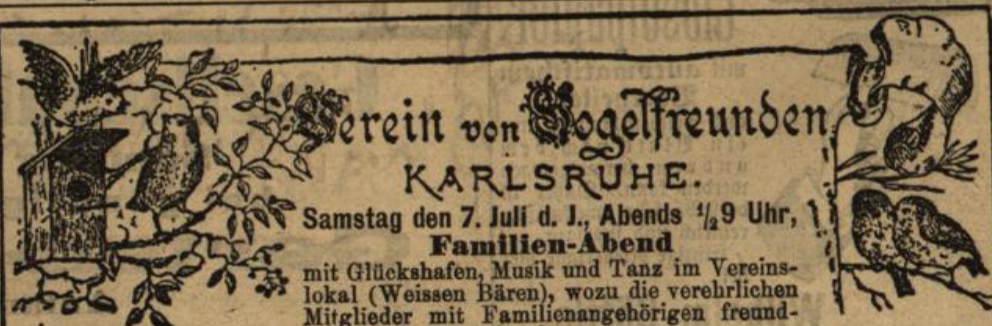 Verein von Vogelfreunden
KARLSRUHE.
Samstag den 7. Juli d. J., Abends ½9 Uhr,
Familien-Abend
mit Glückshafen, Musik und Tanz im Vereins-
lokal (Weissen Bären), wozu die verehrlichen
Mitglieder mit Familienangehörigen freund-